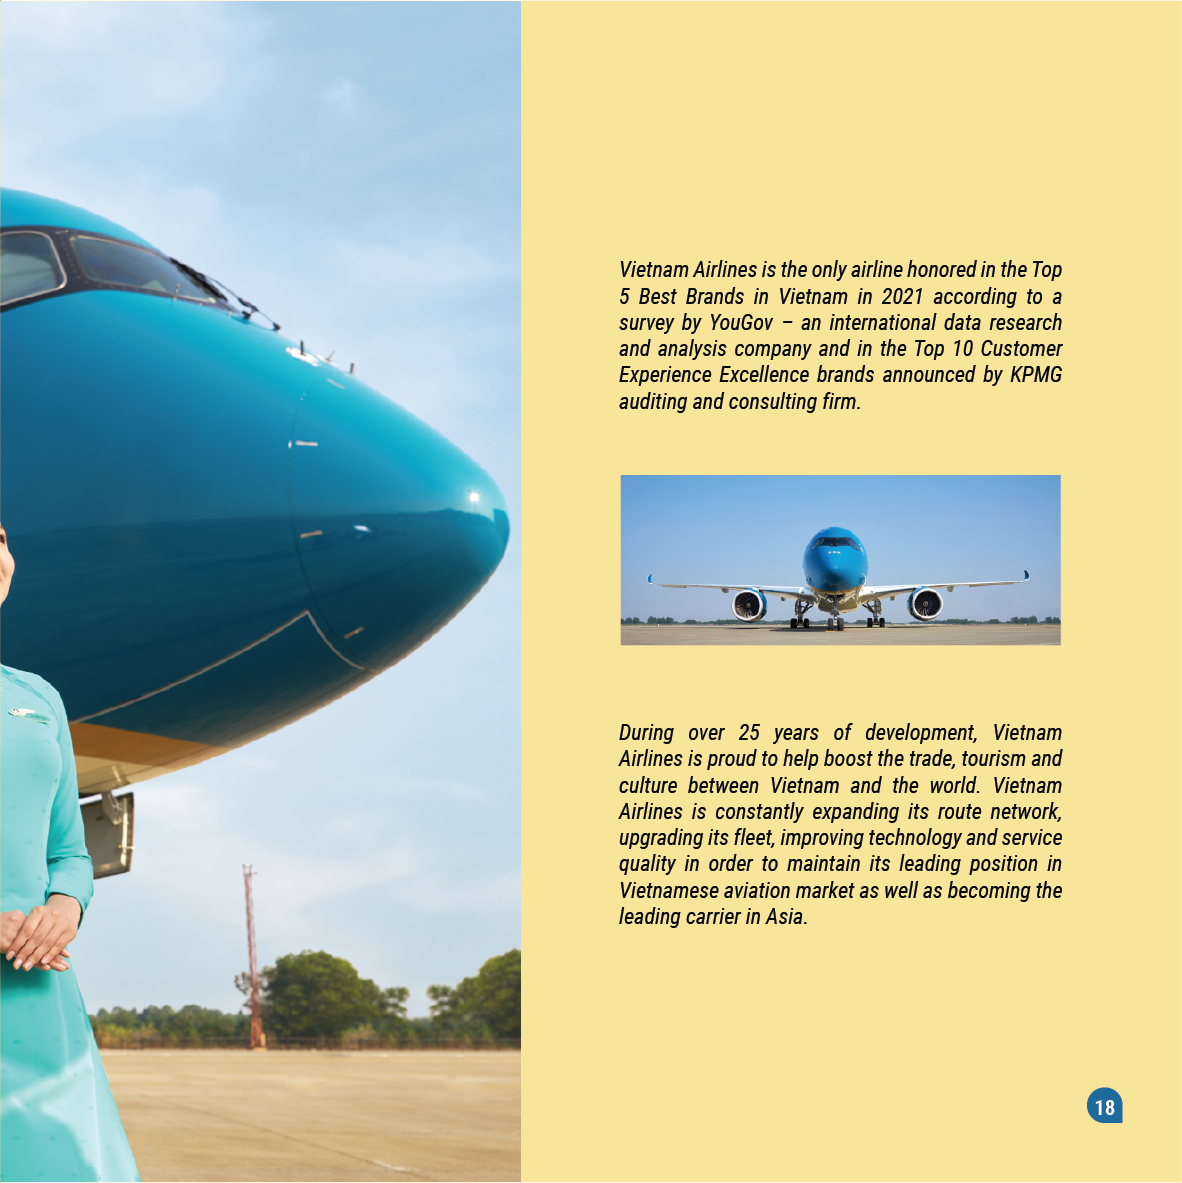 Vietnam Airlines is the only airline honored in the Top
5 Best Brands in Vietnam in 2021 according to a
survey by YouGov – an international data research
and analysis company and in the Top 10 Customer
Experience Excellence brands announced by KPMG
auditing and consulting firm.
During over 25 years of development, Vietnam
Airlines is proud to help boost the trade, tourism and
culture between Vietnam and the world. Vietnam
Airlines is constantly expanding its route network,
upgrading its fleet, improving technology and service
quality in order to maintain its leading position in
Vietnamese aviation market as well as becoming the
leading carrier in Asia.
18